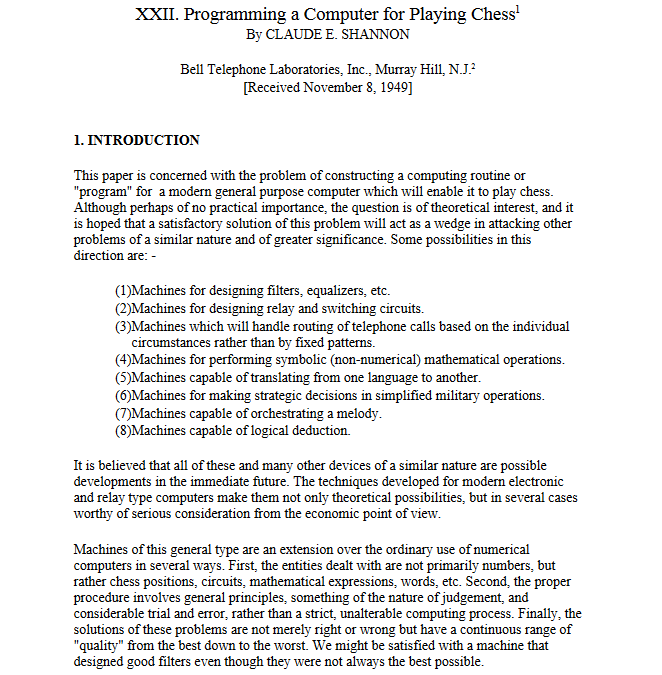 XXII. Programming a Computer for Playing Chess¹
By CLAUDE E. SHANNON
Bell Telephone Laboratories, Inc., Murray Hill, N.J.²
[Received November 8, 1949]
1. INTRODUCTION
This paper is concerned with the problem of constructing a computing routine or
"program" for a modern general purpose computer which will enable it to play chess.
Although perhaps of no practical importance, the question is of theoretical interest, and it
is hoped that a satisfactory solution of this problem will act as a wedge in attacking other
problems of a similar nature and of greater significance. Some possibilities in this
direction are: -
(1)Machines for designing filters, equalizers, etc.
(2)Machines for designing relay and switching circuits.
(3)Machines which will handle routing of telephone calls based on the individual
circumstances rather than by fixed patterns.
(4)Machines for performing symbolic (non-numerical) mathematical operations.
(5)Machines capable of translating from one language to another.
(6)Machines for making strategic decisions in simplified military operations.
(7)Machines capable of orchestrating a melody.
(8)Machines capable of logical deduction.
It is believed that all of these and many other devices of a similar nature are possible
developments in the immediate future. The techniques developed for modern electronic
and relay type computers make them not only theoretical possibilities, but in several cases
worthy of serious consideration from the economic point of view.
Machines of this general type are an extension over the ordinary use of numerical
computers in several ways. First, the entities dealt with are not primarily numbers, but
rather chess positions, circuits, mathematical expressions, words, etc. Second, the proper
procedure involves general principles, something of the nature of judgement, and
considerable trial and error, rather than a strict, unalterable computing process. Finally, the
solutions of these problems are not merely right or wrong but have a continuous range of
"quality" from the best down to the worst. We might be satisfied with a machine that
designed good filters even though they were not always the best possible.